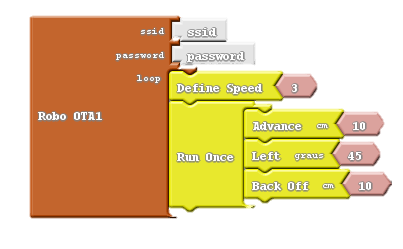 ssid ssid
password password
loop
Define Speed 3
Robo OTA1
Advance cm 10
Run Once
Left graus 45
Back Off cm 10